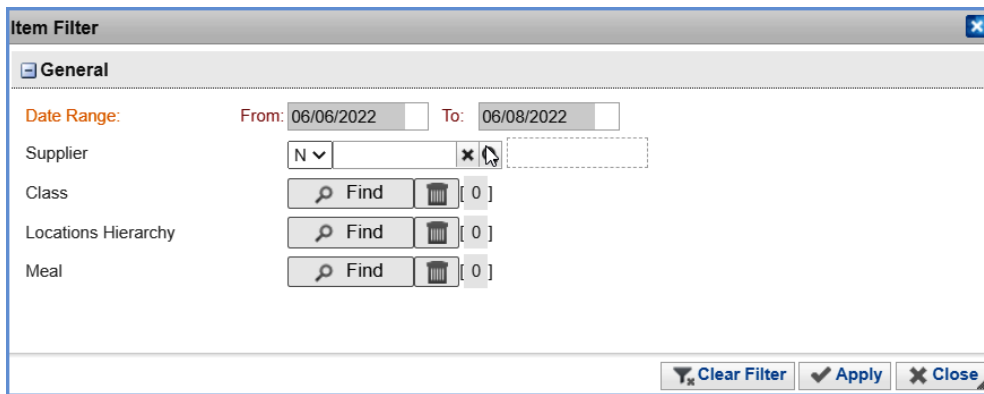 Item Filter
General
Date Range: From: 06/06/2022 To: 06/08/2022
Supplier N
Class Find [ 0 ]
Locations Hierarchy Find [ 0 ]
Meal Find [ 0 ]
Clear Filter Apply Close